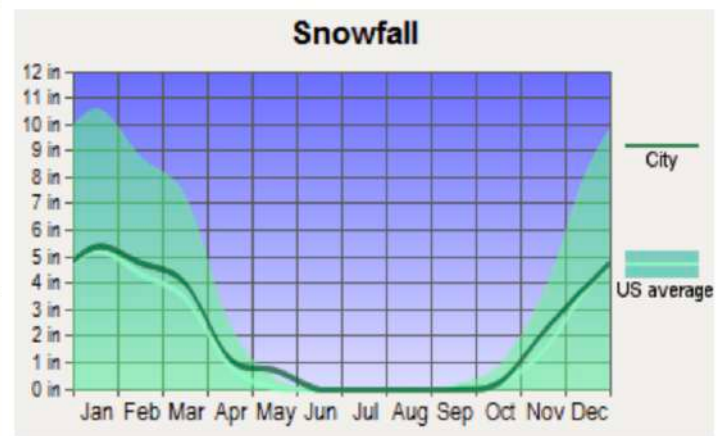 Snowfall
12 in
11 in
10 in
9 in
8 in
7 in
6 in
5 in
4 in
3 in
2 in
1 in
0 in
Jan Feb Mar Apr May Jun Jul Aug Sep Oct Nov Dec
City
US average